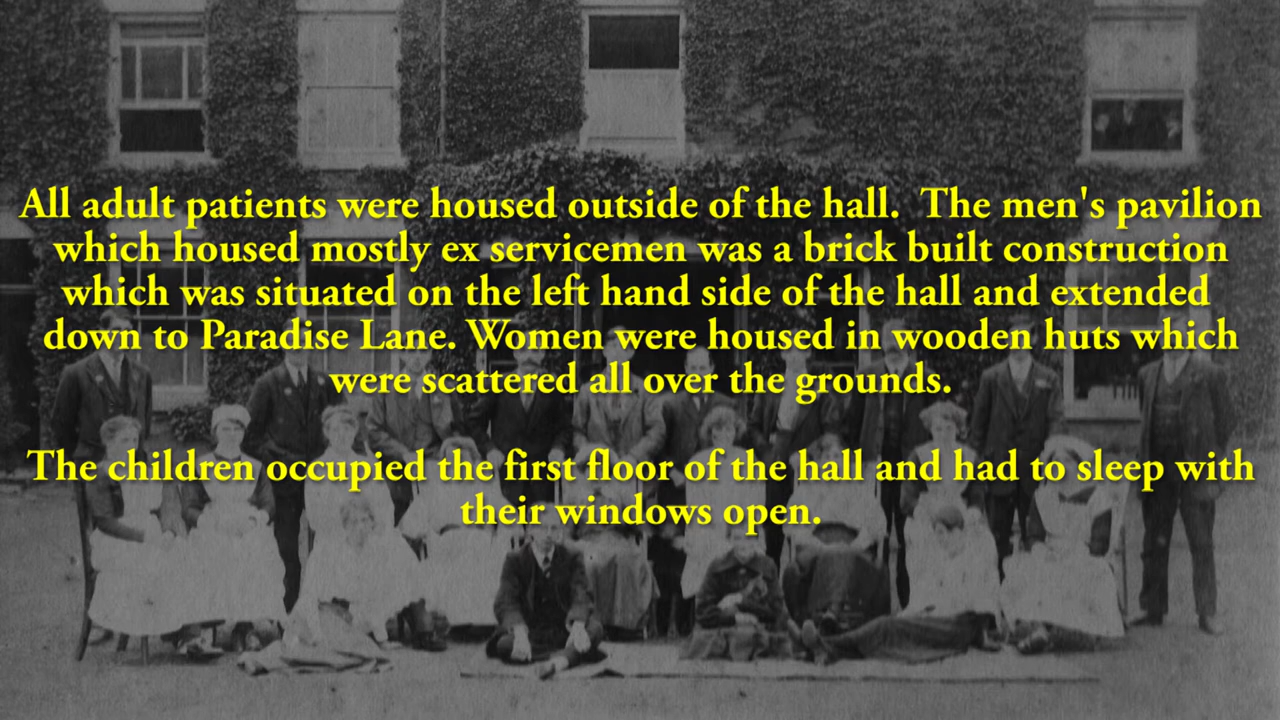 All adult patients were housed outside of the hall.  The men's pavilion
which housed mostly ex servicemen was a brick built construction
which was situated on the left hand side of the hall and extended
down to Paradise Lane. Women were housed in wooden huts which
were scattered all over the grounds.
The children occupied the first floor of the hall and had to sleep with
their windows open.